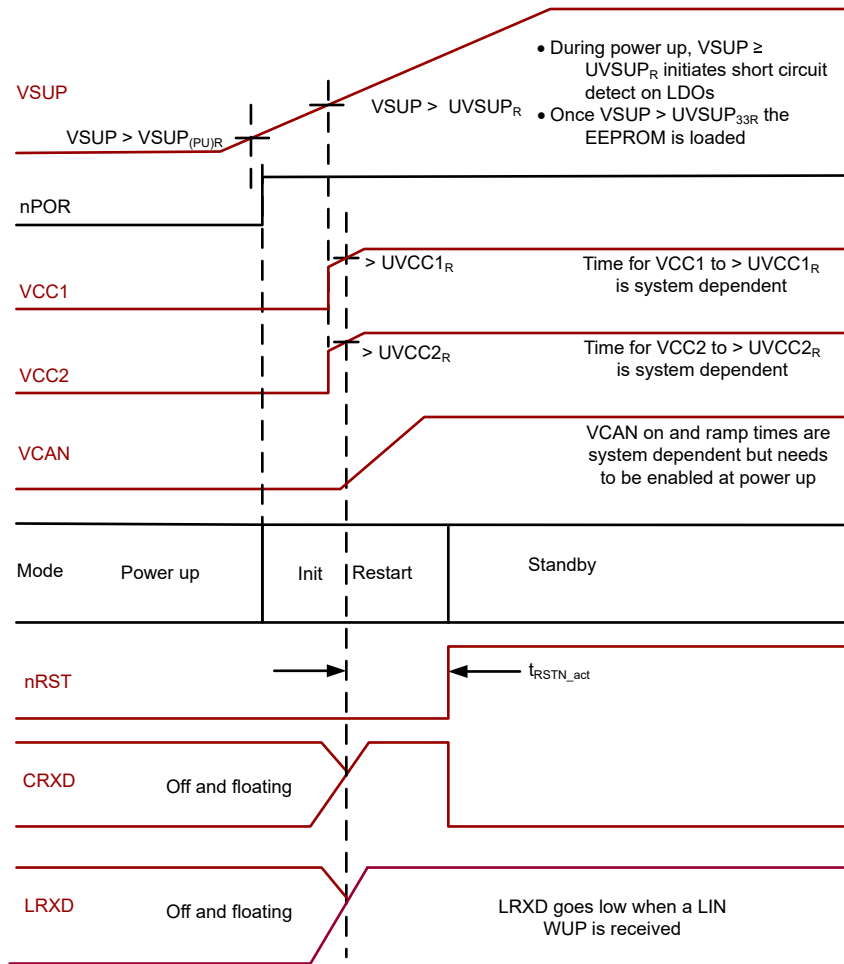 • During power up, VSUP ≥
UVSUPR initiates short circuit
detect on LDOs
VSUP
VSUP > UVSUPR
• Once VSUP > UVSUP33R the
EEPROM is loaded
VSUP > VSUP(PU)R
nPOR
> UVCC1R
Time for VCC1 to > UVCC1R
is system dependent
VCC1
> UVCC2R
Time for VCC2 to > UVCC2R
is system dependent
VCC2
VCAN
VCAN on and ramp times are
system dependent but needs
to be enabled at power up
Mode
Power up
Init
Restart
Standby
nRST
tRSTN_act
CRXD
Off and floating
LRXD
Off and floating
LRXD goes low when a LIN
WUP is received